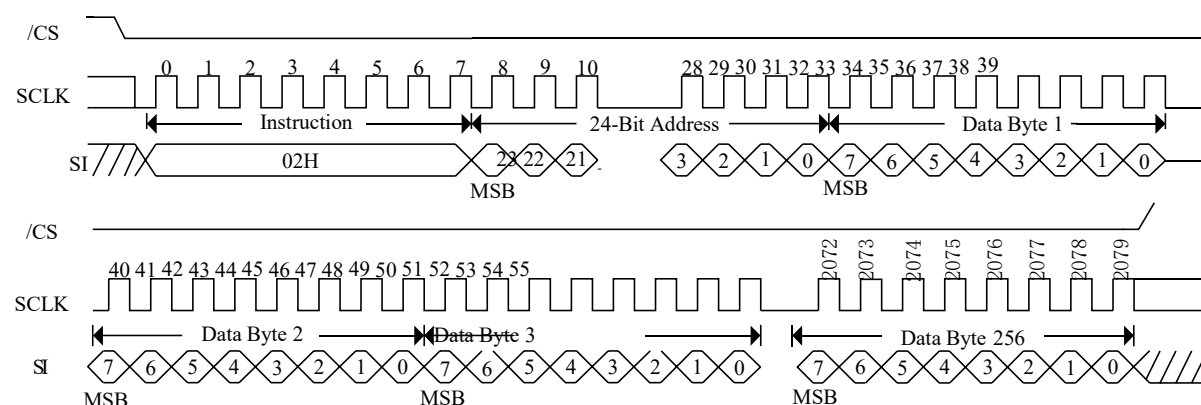 /CS
0 1 2 3 4 5 6 7 8 9 10 28 29 30 31 32 33 34 35 36 37 38 39
SCLK
Instruction 24-Bit Address Data Byte 1
SI 02H 23 22 21 3 2 1 0 7 6 5 4 3 2 1 0
MSB MSB
/CS
40 41 42 43 44 45 46 47 48 49 50 51 52 53 54 55 2072 2073 2074 2075 2076 2077 2078 2079
SCLK
Data Byte 2 Data Byte 3 Data Byte 256
SI 7 6 5 4 3 2 1 0 7 6 5 4 3 2 1 0 7 6 5 4 3 2 1 0
MSB MSB MSB